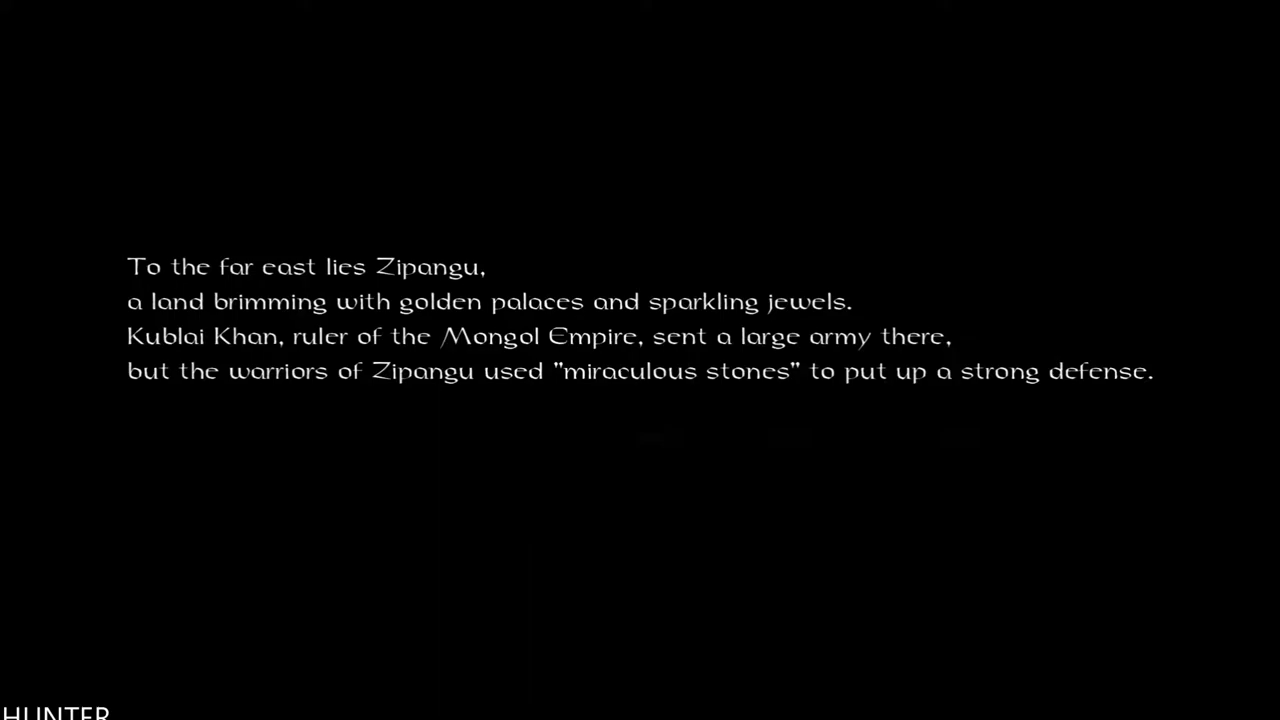 To the far east lies Zipangu,
a land brimming with golden palaces and sparkling jewels.
Kublai Khan, ruler of the Mongol Empire, sent a large army there,
but the warriors of Zipangu used "miraculous stones" to put up a strong defense.
HUNTER